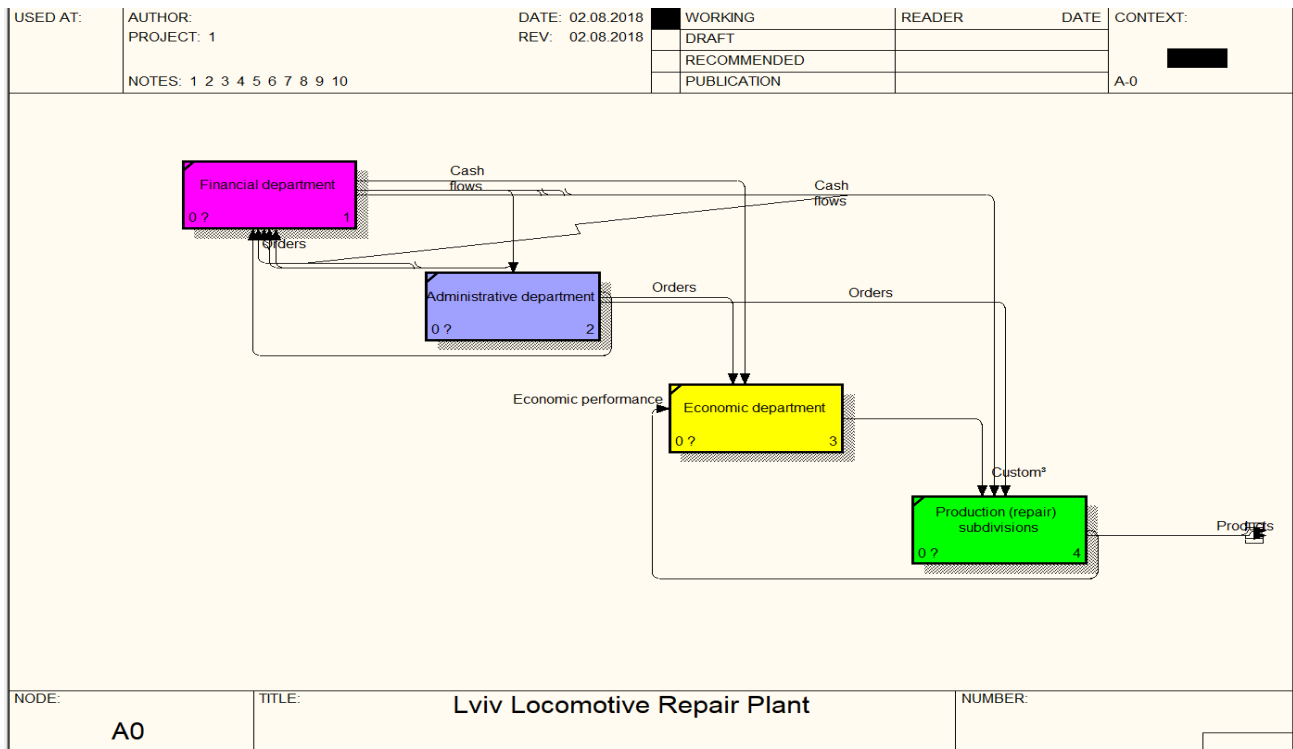 USED AT:
AUTHOR:
DATE: 02.08.2018
PROJECT: 1
REV: 02.08.2018
NOTES: 1 2 3 4 5 6 7 8 9 10
WORKING
DRAFT
RECOMMENDED
PUBLICATION
READER
DATE
CONTEXT:
A-0
Financial department
0 ?
1
Cash
flows
Cash
flows
Orders
Administrative department
0 ?
2
Orders
Orders
Economic performance
Economic department
0 ?
3
Custom³
Production (repair)
subdivisions
0 ?
4
Products
NODE:
A0
TITLE:
Lviv Locomotive Repair Plant
NUMBER: